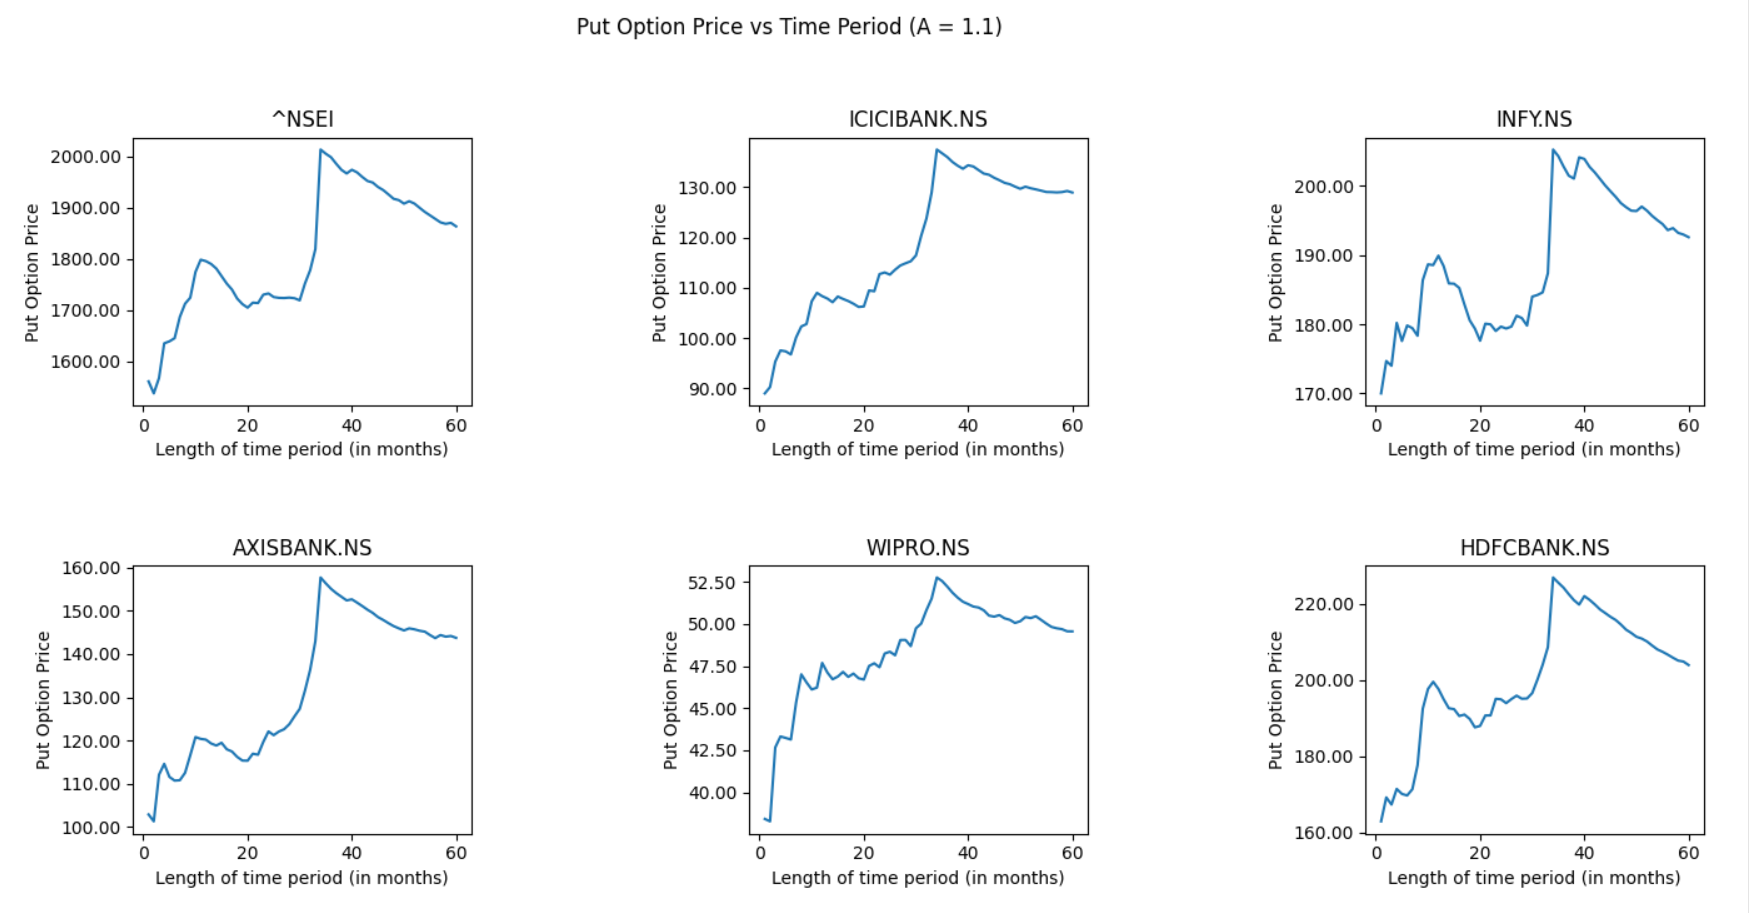 Put Option Price vs Time Period (A = 1.1)
^NSEI
2000.00
1900.00
1800.00
1700.00
1600.00
Put Option Price
0 20 40 60
Length of time period (in months)
ICICIBANK.NS
130.00
120.00
110.00
100.00
90.00
Put Option Price
0 20 40 60
Length of time period (in months)
INFY.NS
200.00
190.00
180.00
170.00
Put Option Price
0 20 40 60
Length of time period (in months)
AXISBANK.NS
160.00
150.00
140.00
130.00
120.00
110.00
100.00
Put Option Price
0 20 40 60
Length of time period (in months)
WIPRO.NS
52.50
50.00
47.50
45.00
42.50
40.00
Put Option Price
0 20 40 60
Length of time period (in months)
HDFCBANK.NS
220.00
200.00
180.00
160.00
Put Option Price
0 20 40 60
Length of time period (in months)